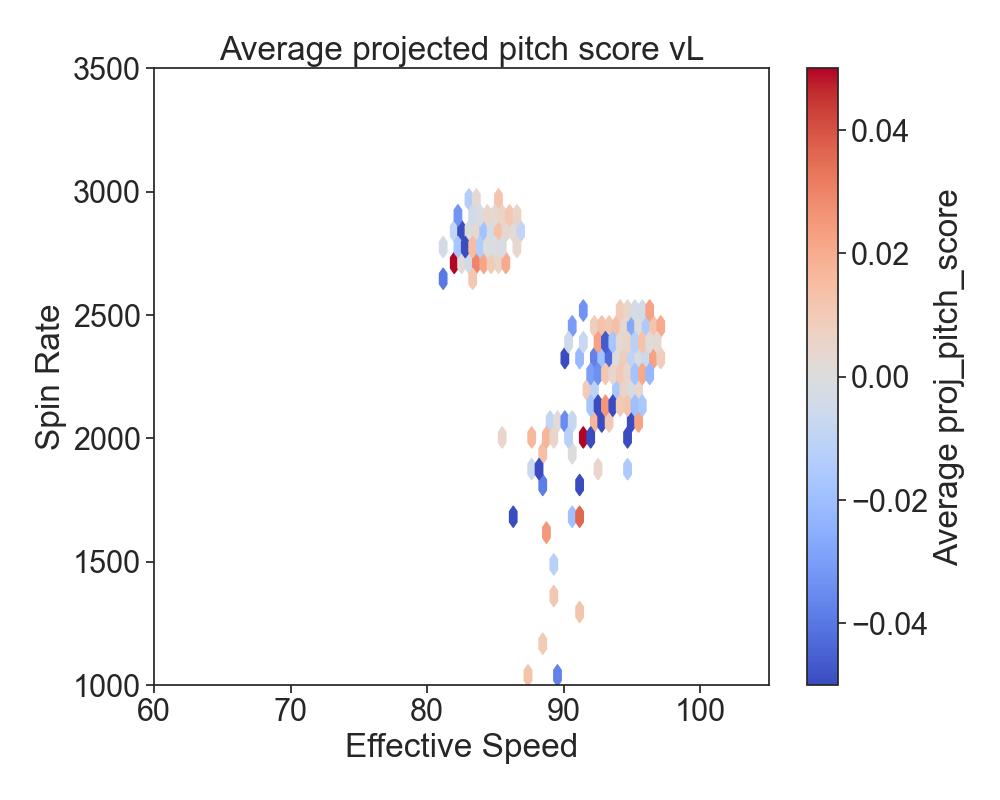 Average projected pitch score vL
3500
3000
2500
2000
1500
1000
Spin Rate
60 70 80 90 100
Effective Speed
0.04
0.02
0.00
−0.02
−0.04
Average proj_pitch_score